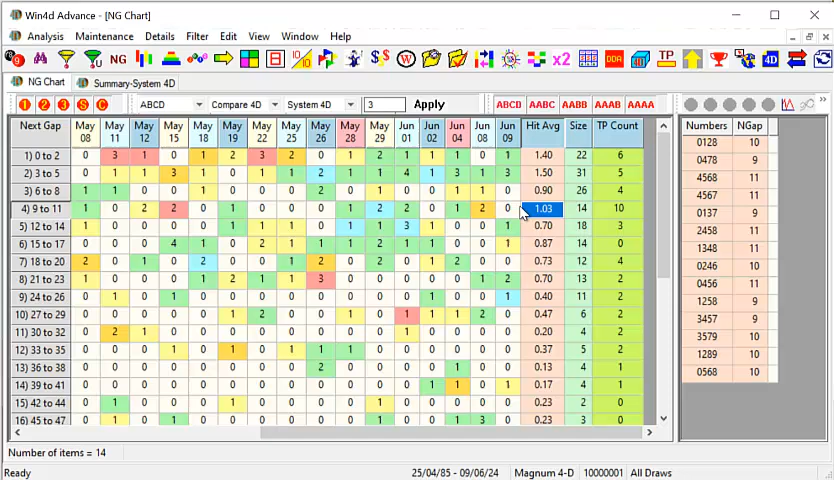 Win4d Advance - [NG Chart]
Analysis Maintenance Details Filter Edit View Window Help
NG 10/10 $$ W x2 DDA TP 4D
NG Chart Summary-System 4D
1 2 3 S C ABCD Compare 4D System 4D 3 Apply ABCD AABC AABB AAAB AAAA
Next Gap May 08 May 11 May 12 May 15 May 18 May 19 May 22 May 25 May 26 May 28 May 29 Jun 01 Jun 02 Jun 04 Jun 08 Jun 09 Hit Avg Size TP Count
1) 0 to 2 0 3 1 0 1 2 3 2 0 1 2 1 1 1 0 1 1.40 22 6
2) 3 to 5 0 1 1 3 1 0 1 1 2 1 1 4 1 3 1 3 1.50 31 5
3) 6 to 8 1 1 0 0 1 0 0 0 2 0 1 0 0 1 1 0 0.90 26 4
4) 9 to 11 1 0 2 2 0 1 0 0 0 1 2 2 0 1 2 0 1.03 14 10
5) 12 to 14 1 0 0 0 0 1 1 1 0 1 1 3 1 0 0 1 0.70 18 3
6) 15 to 17 0 0 0 4 1 0 2 1 1 1 2 1 1 0 0 1 0.87 14 0
7) 18 to 20 2 0 1 0 2 0 0 1 2 0 2 0 1 2 0 0 0.73 12 4
8) 21 to 23 1 0 0 0 1 2 1 1 3 0 0 0 0 0 1 2 0.70 13 2
9) 24 to 26 0 1 0 1 0 0 0 0 0 0 0 0 1 0 0 1 0.40 11 2
10) 27 to 29 0 0 0 0 0 1 2 0 0 1 0 1 1 1 2 0 0.47 6 2
11) 30 to 32 0 2 1 0 0 0 0 0 0 0 0 1 0 0 0 0 0.20 4 2
12) 33 to 35 0 0 0 1 0 1 0 1 1 1 0 0 0 0 0 0 0.37 5 2
13) 36 to 38 0 0 0 0 0 0 0 0 2 0 0 0 0 1 0 0 0.13 4 1
14) 39 to 41 0 0 0 0 0 0 0 0 0 0 0 0 1 1 0 1 0.17 4 1
15) 42 to 44 0 1 0 0 0 1 0 0 0 0 1 0 0 0 0 0 0.23 2 0
16) 45 to 47 0 1 0 1 0 0 0 0 0 0 0 0 0 1 3 0 0.23 3 0
Numbers NGap
0128 10
0478 9
4568 11
4567 11
0137 9
2458 11
1348 11
0246 10
0456 11
1258 9
3457 9
3579 10
1289 10
0568 10
Number of items = 14
Ready 25/04/85 - 09/06/24 Magnum 4-D 10000001 All Draws